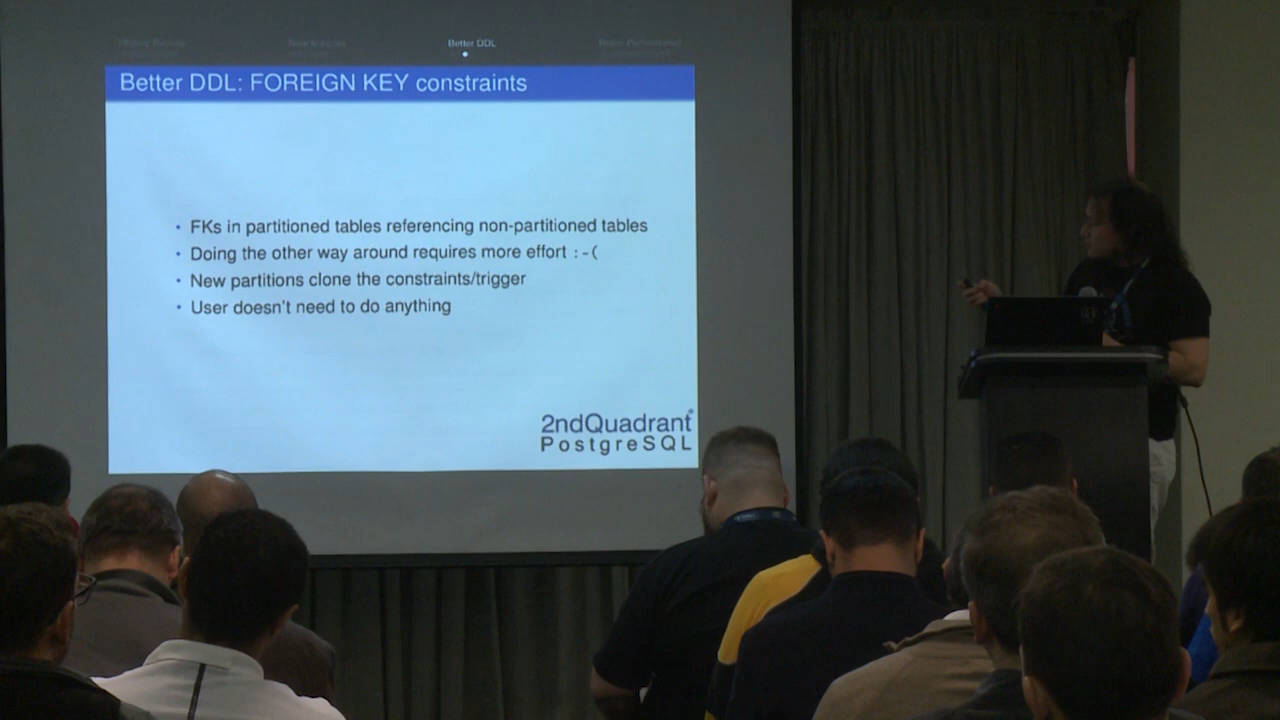 Better DDL
Better DDL: FOREIGN KEY constraints
• FKs in partitioned tables referencing non-partitioned tables
• Doing the other way around requires more effort :-(
• New partitions clone the constraints/trigger
• User doesn't need to do anything
2ndQuadrant®
PostgreSQL